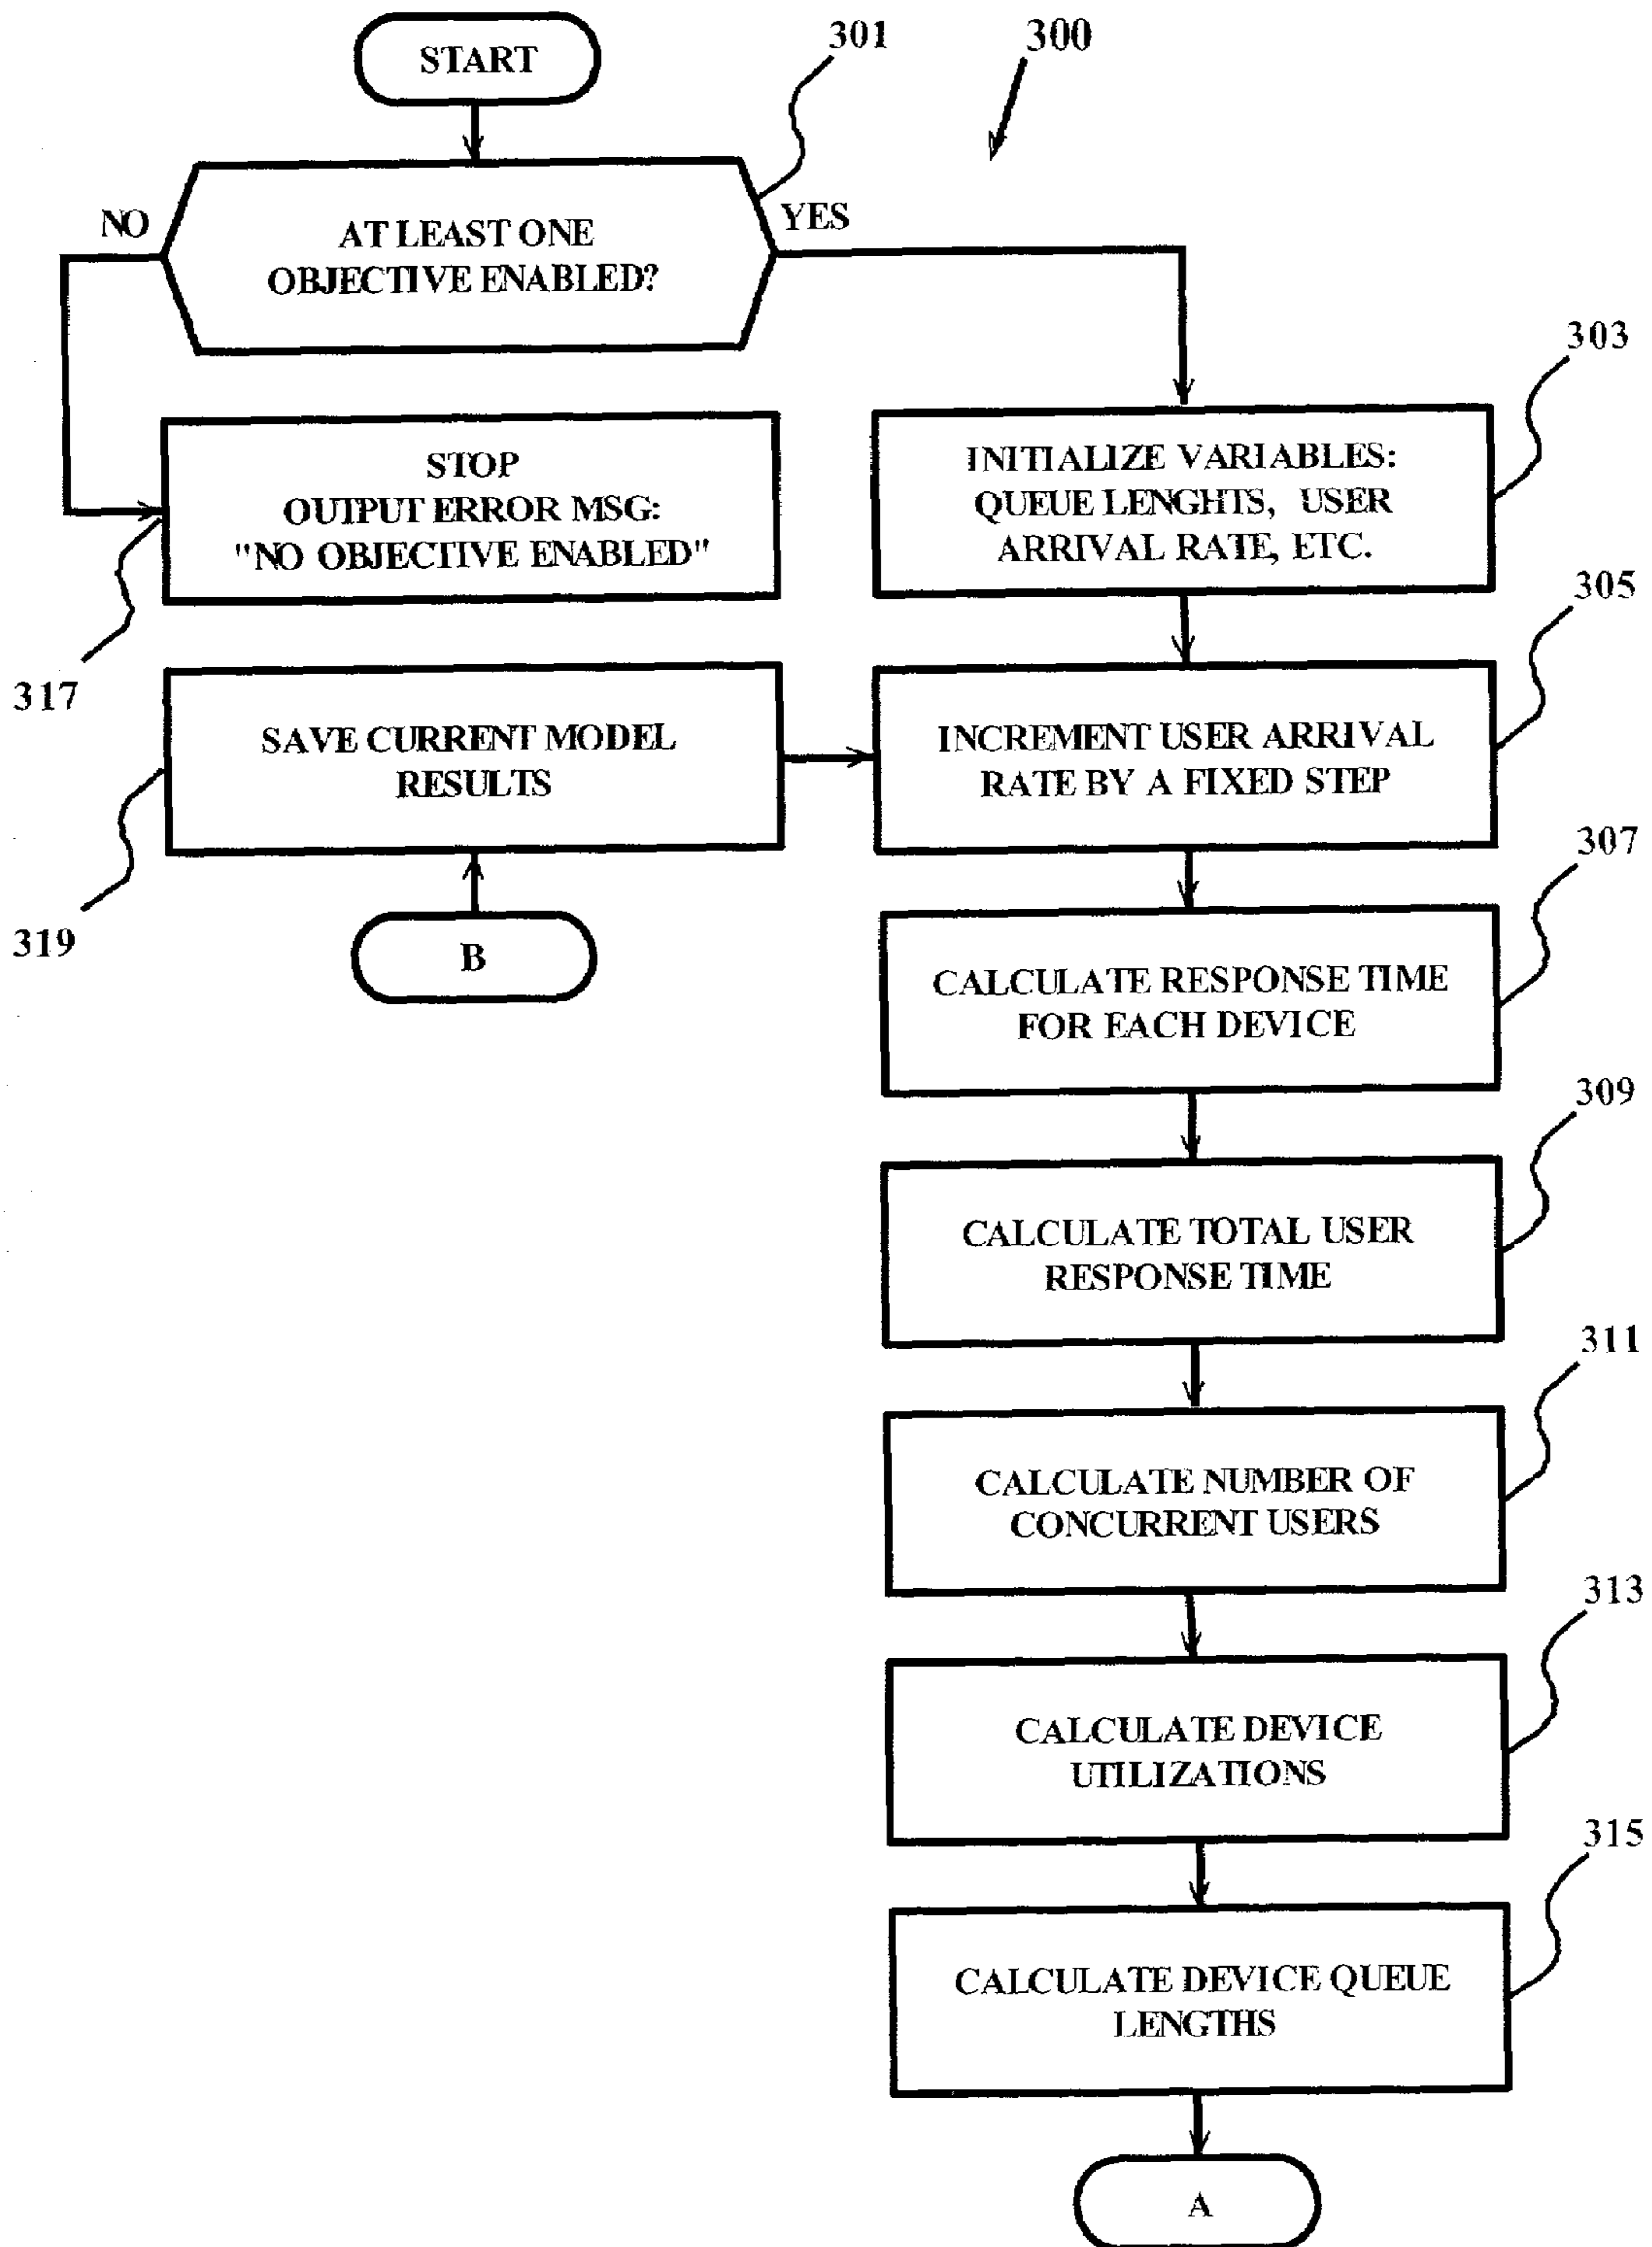 START
301
300
NO
YES
AT LEAST ONE
OBJECTIVE ENABLED?
303
STOP
OUTPUT ERROR MSG:
"NO OBJECTIVE ENABLED"
INITIALIZE VARIABLES:
QUEUE LENGHTS, USER
ARRIVAL RATE, ETC.
305
317
SAVE CURRENT MODEL
RESULTS
INCREMENT USER ARRIVAL
RATE BY A FIXED STEP
307
319
B
CALCULATE RESPONSE TIME
FOR EACH DEVICE
309
CALCULATE TOTAL USER
RESPONSE TIME
311
CALCULATE NUMBER OF
CONCURRENT USERS
313
CALCULATE DEVICE
UTILIZATIONS
315
CALCULATE DEVICE QUEUE
LENGTHS
A